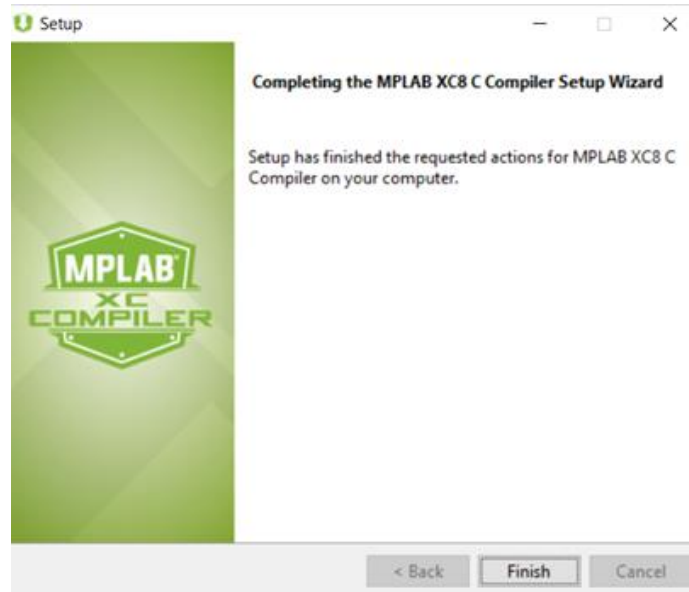 Setup
Completing the MPLAB XC8 C Compiler Setup Wizard
Setup has finished the requested actions for MPLAB XC8 C
Compiler on your computer.
MPLAB
XC
COMPILER
< Back
Finish
Cancel